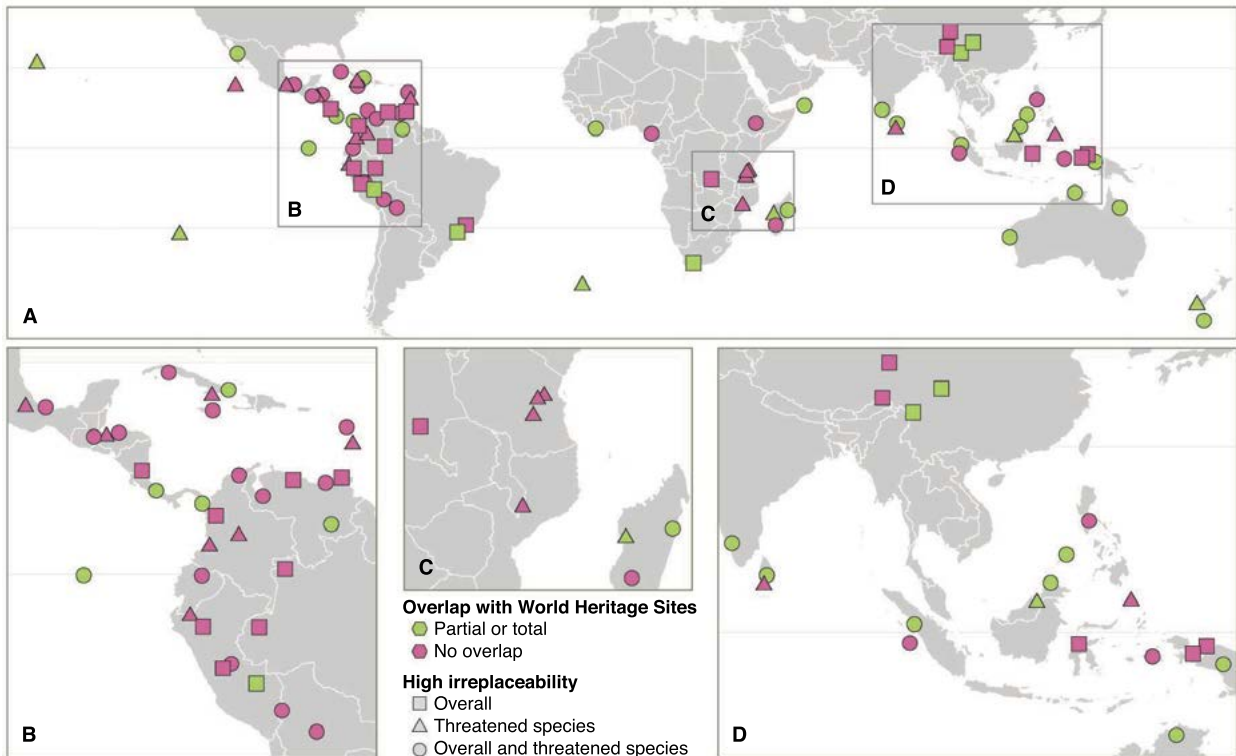 B
C
D
A
B
C
Overlap with World Heritage Sites
Partial or total
No overlap
High irreplaceability
Overall
Threatened species
Overall and threatened species
D